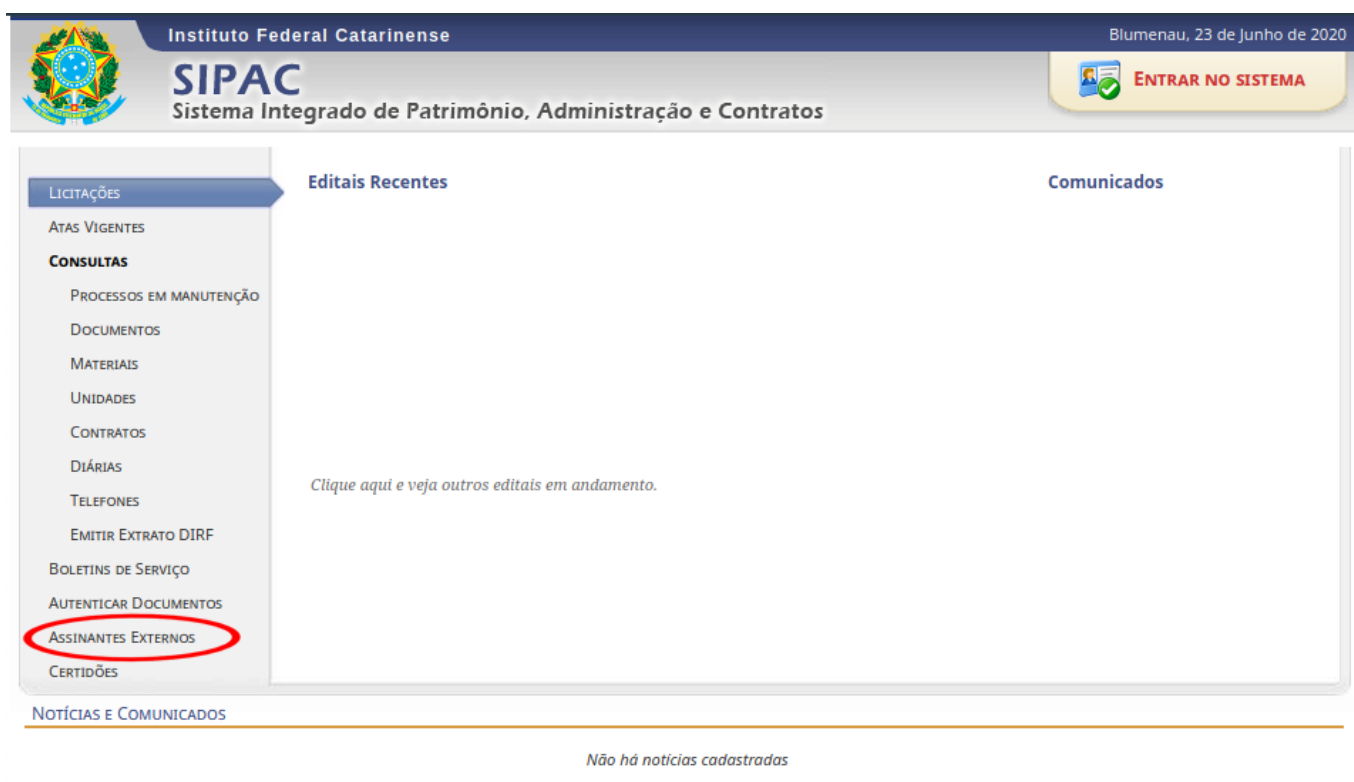 Instituto Federal Catarinense
Blumenau, 23 de Junho de 2020
SIPAC
Sistema Integrado de Patrimônio, Administração e Contratos
Entrar no sistema
Licitações
Atas Vigentes
Consultas
Processos em manutenção
Documentos
Materiais
Unidades
Contratos
Diárias
Telefones
Emitir Extrato DIRF
Boletins de Serviço
Autenticar Documentos
Assinantes Externos
Certidões
Editais Recentes
Clique aqui e veja outros editais em andamento.
Comunicados
Notícias e Comunicados
Não há notícias cadastradas